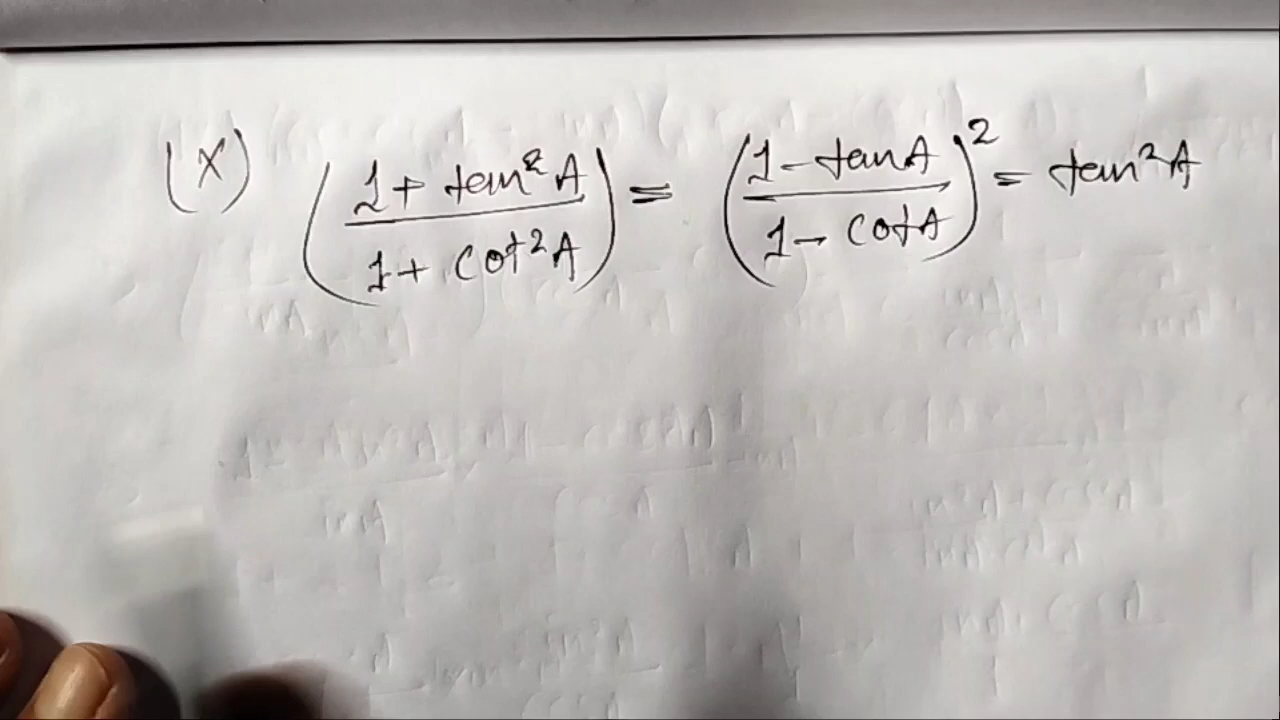 (X) (1 + tan²A / 1 + cot²A) = (1 - tanA / 1 - cotA)² = tan²A